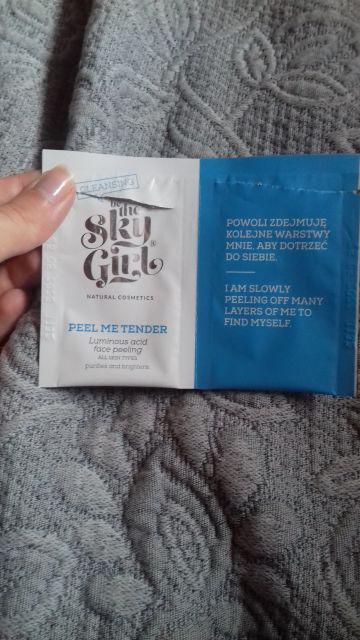 CLEANSING
be
the
Sky
Girl®
NATURAL COSMETICS
PEEL ME TENDER
Luminous acid
face peeling
ALL SKIN TYPES
purifies and brightens
POWOLI ZDEJMUJĘ
KOLEJNE WARSTWY
MNIE, ABY DOTRZEĆ
DO SIEBIE.
I AM SLOWLY
PEELING OFF MANY
LAYERS OF ME TO
FIND MYSELF.